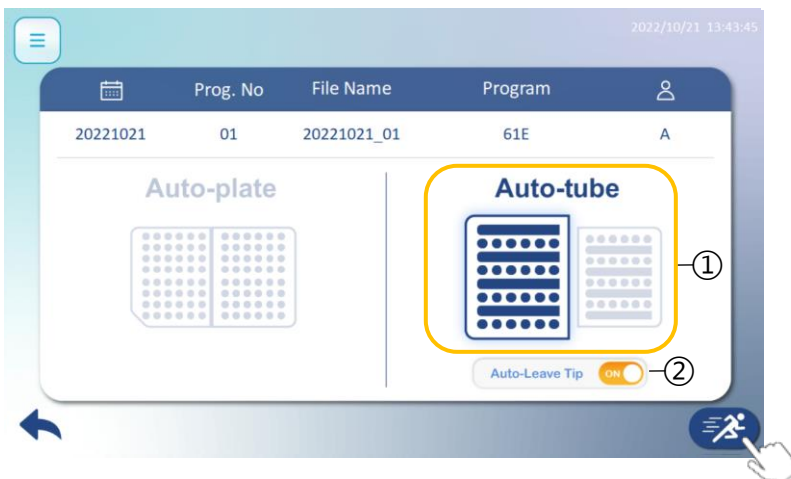 2022/10/21 13:43:45
Prog. No File Name Program
20221021 01 20221021_01 61E A
Auto-plate Auto-tube
①
Auto-Leave Tip ON ②